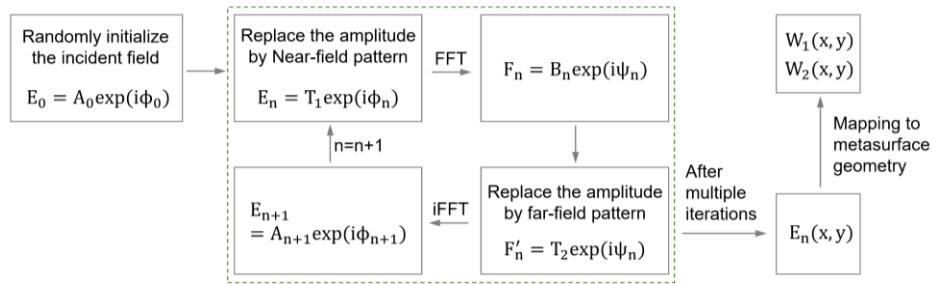 Randomly initialize
the incident field
E₀ = A₀exp(iϕ₀)
Replace the amplitude
by Near-field pattern
Eₙ = T₁exp(iϕₙ)
FFT
Fₙ = Bₙexp(iψₙ)
Replace the amplitude
by far-field pattern
F′ₙ = T₂exp(iψₙ)
iFFT
Eₙ₊₁
= Aₙ₊₁exp(iϕₙ₊₁)
n=n+1
After
multiple
iterations
Eₙ(x,y)
Mapping to
metasurface
geometry
W₁(x,y)
W₂(x,y)